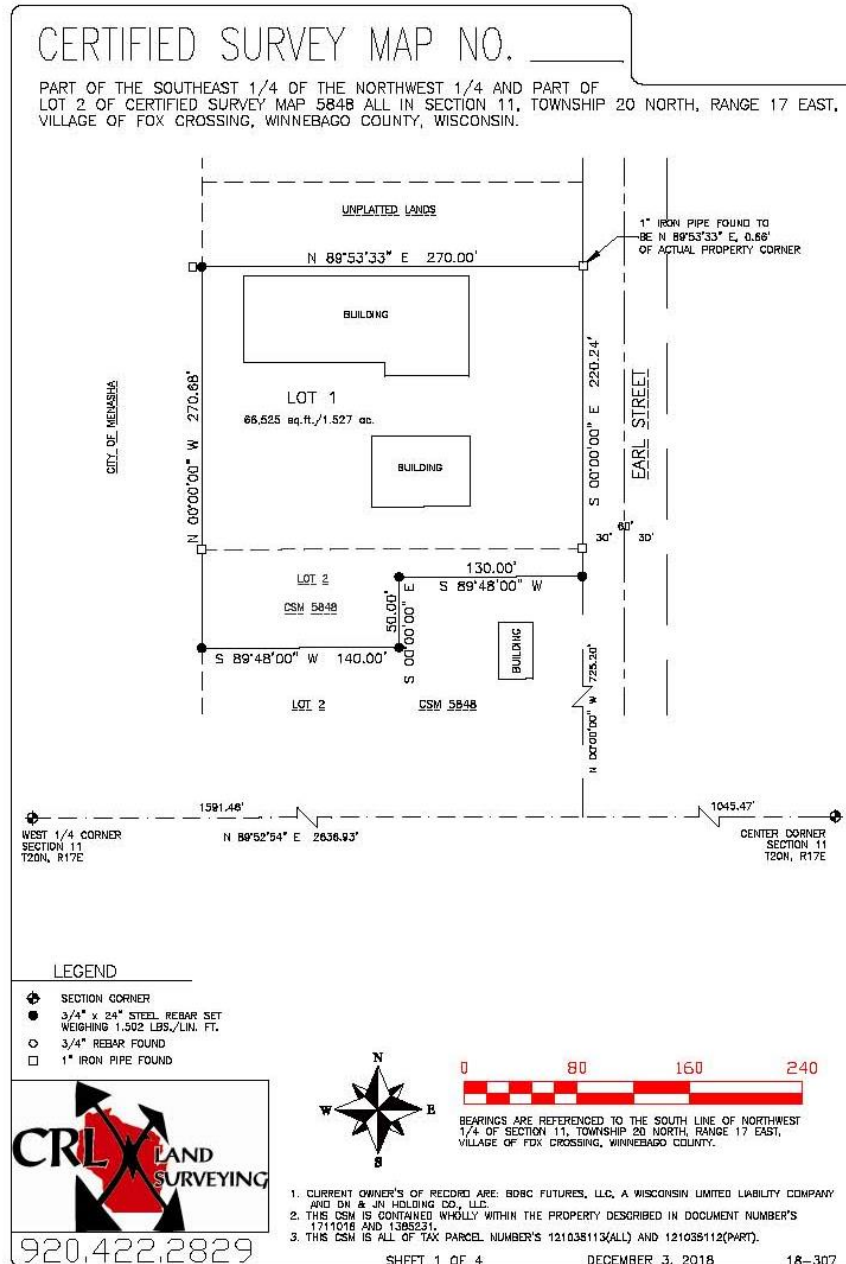 CERTIFIED SURVEY MAP NO.
PART OF THE SOUTHEAST 1/4 OF THE NORTHWEST 1/4 AND PART OF
LOT 2 OF CERTIFIED SURVEY MAP 5848 ALL IN SECTION 11, TOWNSHIP 20 NORTH, RANGE 17 EAST,
VILLAGE OF FOX CROSSING, WINNEBAGO COUNTY, WISCONSIN.
UNPLATTED LANDS
1" IRON PIPE FOUND TO
BE N 89°53'33" E, 0.66'
OF ACTUAL PROPERTY CORNER
N 89°53'33" E 270.00'
BUILDING
CITY OF MENASHA
N 00°00'00" W 270.68'
LOT 1
66,525 sq.ft./1.527 ac.
BUILDING
S 00°00'00" E 220.24'
EARL STREET
60'
30' 30'
LOT 2
CSM 5848
130.00'
S 89°48'00" W
50.00'
S 00°00'00" E
S 89°48'00" W 140.00'
BUILDING
N 00°00'00" W 725.20'
LOT 2 CSM 5848
1591.46' 1045.47'
N 89°52'54" E 2636.93'
WEST 1/4 CORNER
SECTION 11
T20N, R17E
CENTER CORNER
SECTION 11
T20N, R17E
LEGEND
SECTION CORNER
3/4" x 24" STEEL REBAR SET
WEIGHING 1.502 LBS./LIN. FT.
3/4" REBAR FOUND
1" IRON PIPE FOUND
CRL LAND
SURVEYING
920.422.2829
N
W E
S
0 80 160 240
BEARINGS ARE REFERENCED TO THE SOUTH LINE OF NORTHWEST
1/4 OF SECTION 11, TOWNSHIP 20 NORTH, RANGE 17 EAST,
VILLAGE OF FOX CROSSING, WINNEBAGO COUNTY.
1. CURRENT OWNER'S OF RECORD ARE: BOBC FUTURES, LLC, A WISCONSIN LIMITED LIABILITY COMPANY
AND DN & JN HOLDING CO., LLC.
2. THIS CSM IS CONTAINED WHOLLY WITHIN THE PROPERTY DESCRIBED IN DOCUMENT NUMBER'S
1711016 AND 1385231.
3. THIS CSM IS ALL OF TAX PARCEL NUMBER'S 121035113(ALL) AND 121035112(PART).
SHEET 1 OF 4 DECEMBER 3, 2018 18-307